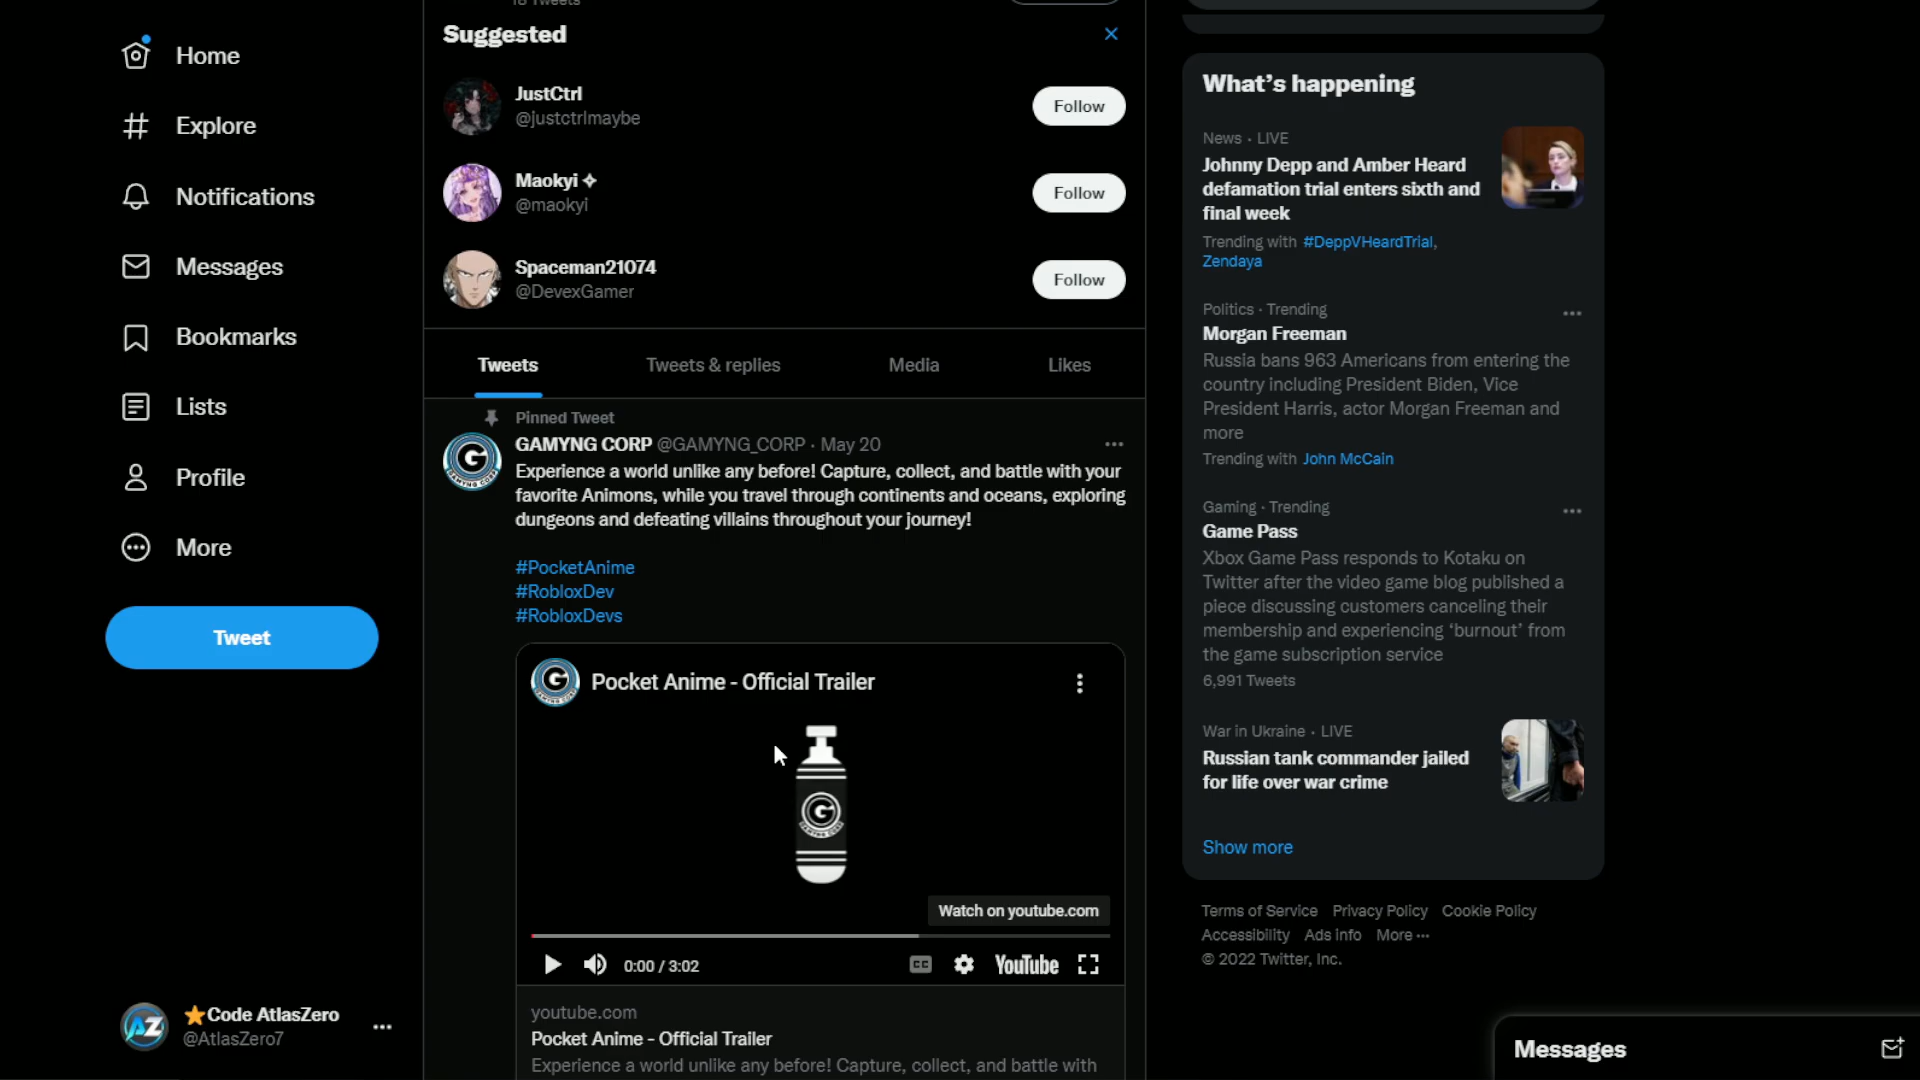 Home
Explore
Notifications
Messages
Bookmarks
Lists
Profile
More
Tweet
⭐Code AtlasZero
@AtlasZero7
18 Tweets
Suggested
JustCtrl
@justctrlmaybe
Follow
Maokyi ✧
@maokyi
Follow
Spaceman21074
@DevexGamer
Follow
Tweets Tweets & replies Media Likes
Pinned Tweet
GAMYNG CORP @GAMYNG_CORP · May 20
Experience a world unlike any before! Capture, collect, and battle with your
favorite Animons, while you travel through continents and oceans, exploring
dungeons and defeating villains throughout your journey!
#PocketAnime
#RobloxDev
#RobloxDevs
G
GAMYNG CORP
Pocket Anime - Official Trailer
G
GAMYNG CORP
Watch on youtube.com
0:00 / 3:02
CC
YouTube
youtube.com
Pocket Anime - Official Trailer
Experience a world unlike any before! Capture, collect, and battle with
What's happening
News · LIVE
Johnny Depp and Amber Heard
defamation trial enters sixth and
final week
Trending with #DeppVHeardTrial,
Zendaya
Politics · Trending
Morgan Freeman
Russia bans 963 Americans from entering the
country including President Biden, Vice
President Harris, actor Morgan Freeman and
more
Trending with John McCain
Gaming · Trending
Game Pass
Xbox Game Pass responds to Kotaku on
Twitter after the video game blog published a
piece discussing customers canceling their
membership and experiencing ‘burnout’ from
the game subscription service
6,991 Tweets
War in Ukraine · LIVE
Russian tank commander jailed
for life over war crime
Show more
Terms of Service Privacy Policy Cookie Policy
Accessibility Ads info More ···
© 2022 Twitter, Inc.
Messages